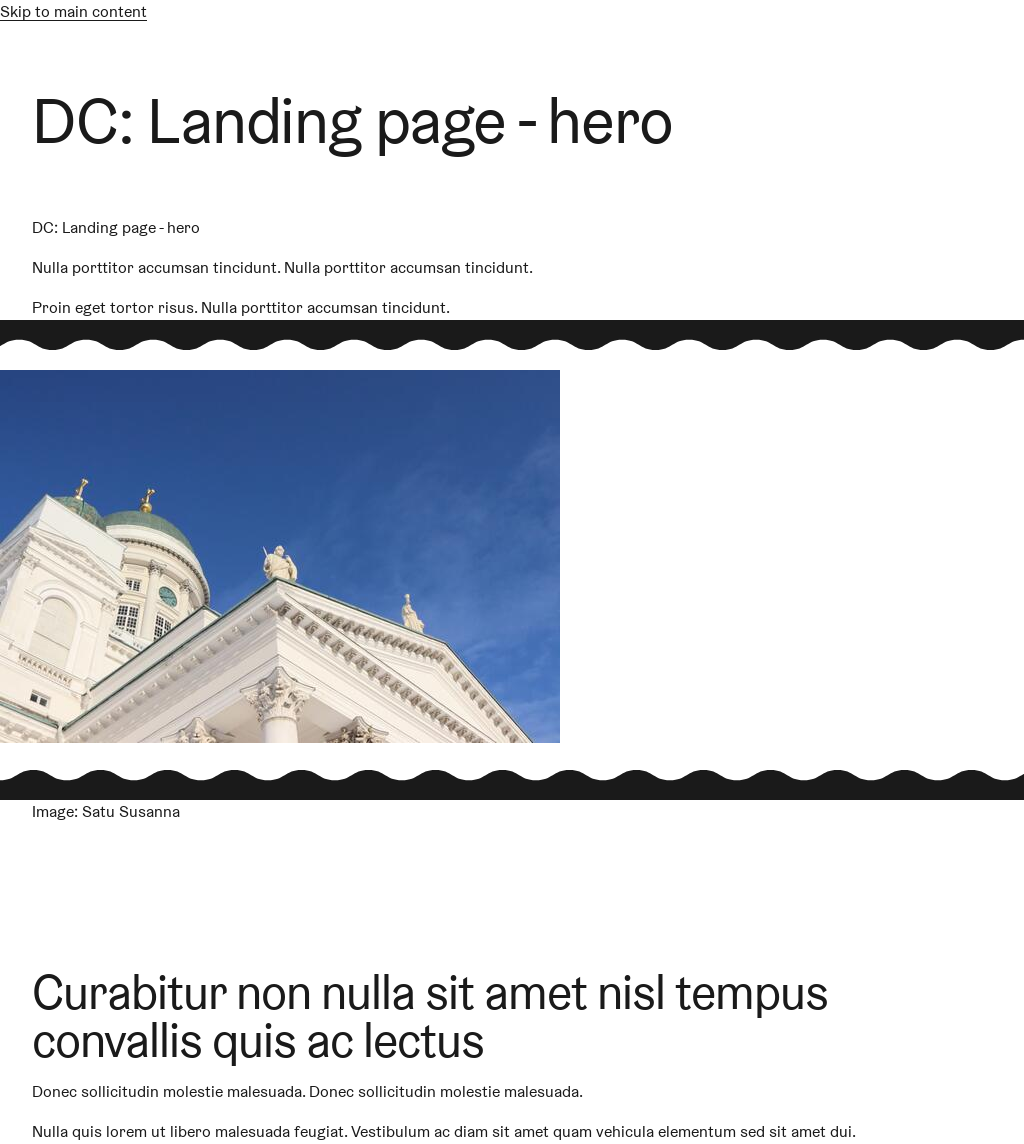 Skip to main content
DC: Landing page - hero
DC: Landing page - hero
Nulla porttitor accumsan tincidunt. Nulla porttitor accumsan tincidunt.
Proin eget tortor risus. Nulla porttitor accumsan tincidunt.
Image: Satu Susanna
Curabitur non nulla sit amet nisl tempus
convallis quis ac lectus
Donec sollicitudin molestie malesuada. Donec sollicitudin molestie malesuada.
Nulla quis lorem ut libero malesuada feugiat. Vestibulum ac diam sit amet quam vehicula elementum sed sit amet dui.